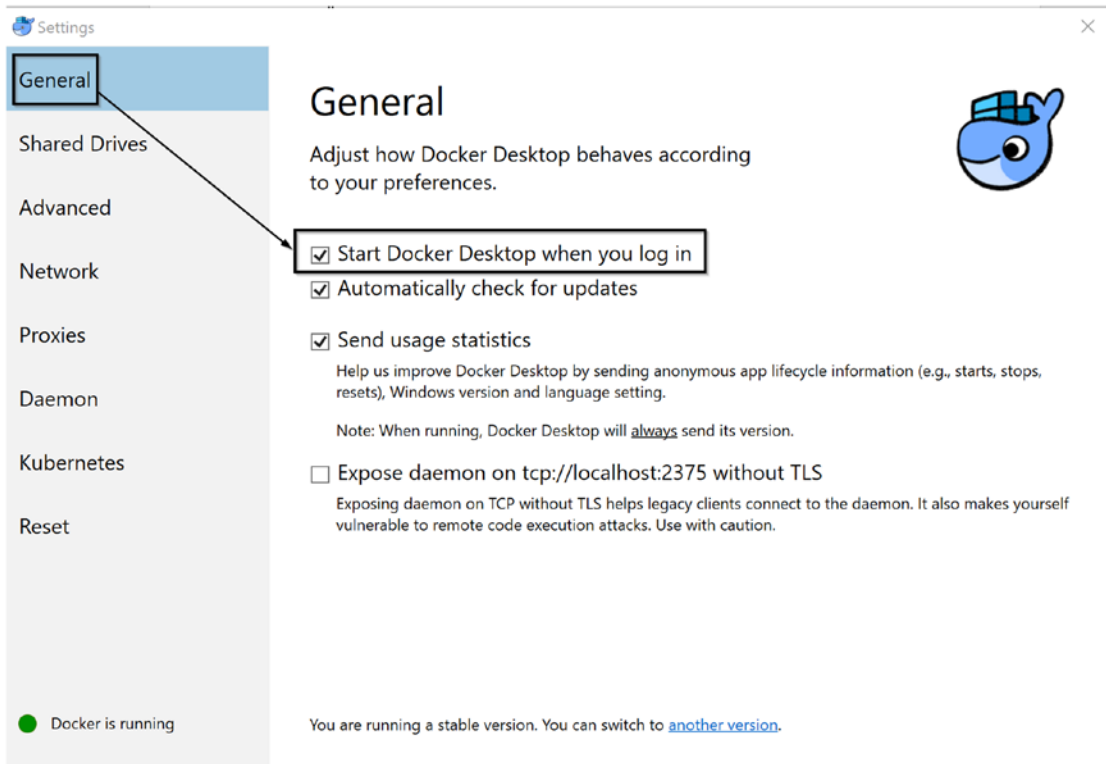 Settings
General
Shared Drives
Advanced
Network
Proxies
Daemon
Kubernetes
Reset
Docker is running
General
Adjust how Docker Desktop behaves according
to your preferences.
Start Docker Desktop when you log in
Automatically check for updates
Send usage statistics
Help us improve Docker Desktop by sending anonymous app lifecycle information (e.g., starts, stops,
resets), Windows version and language setting.
Note: When running, Docker Desktop will always send its version.
Expose daemon on tcp://localhost:2375 without TLS
Exposing daemon on TCP without TLS helps legacy clients connect to the daemon. It also makes yourself
vulnerable to remote code execution attacks. Use with caution.
You are running a stable version. You can switch to another version.